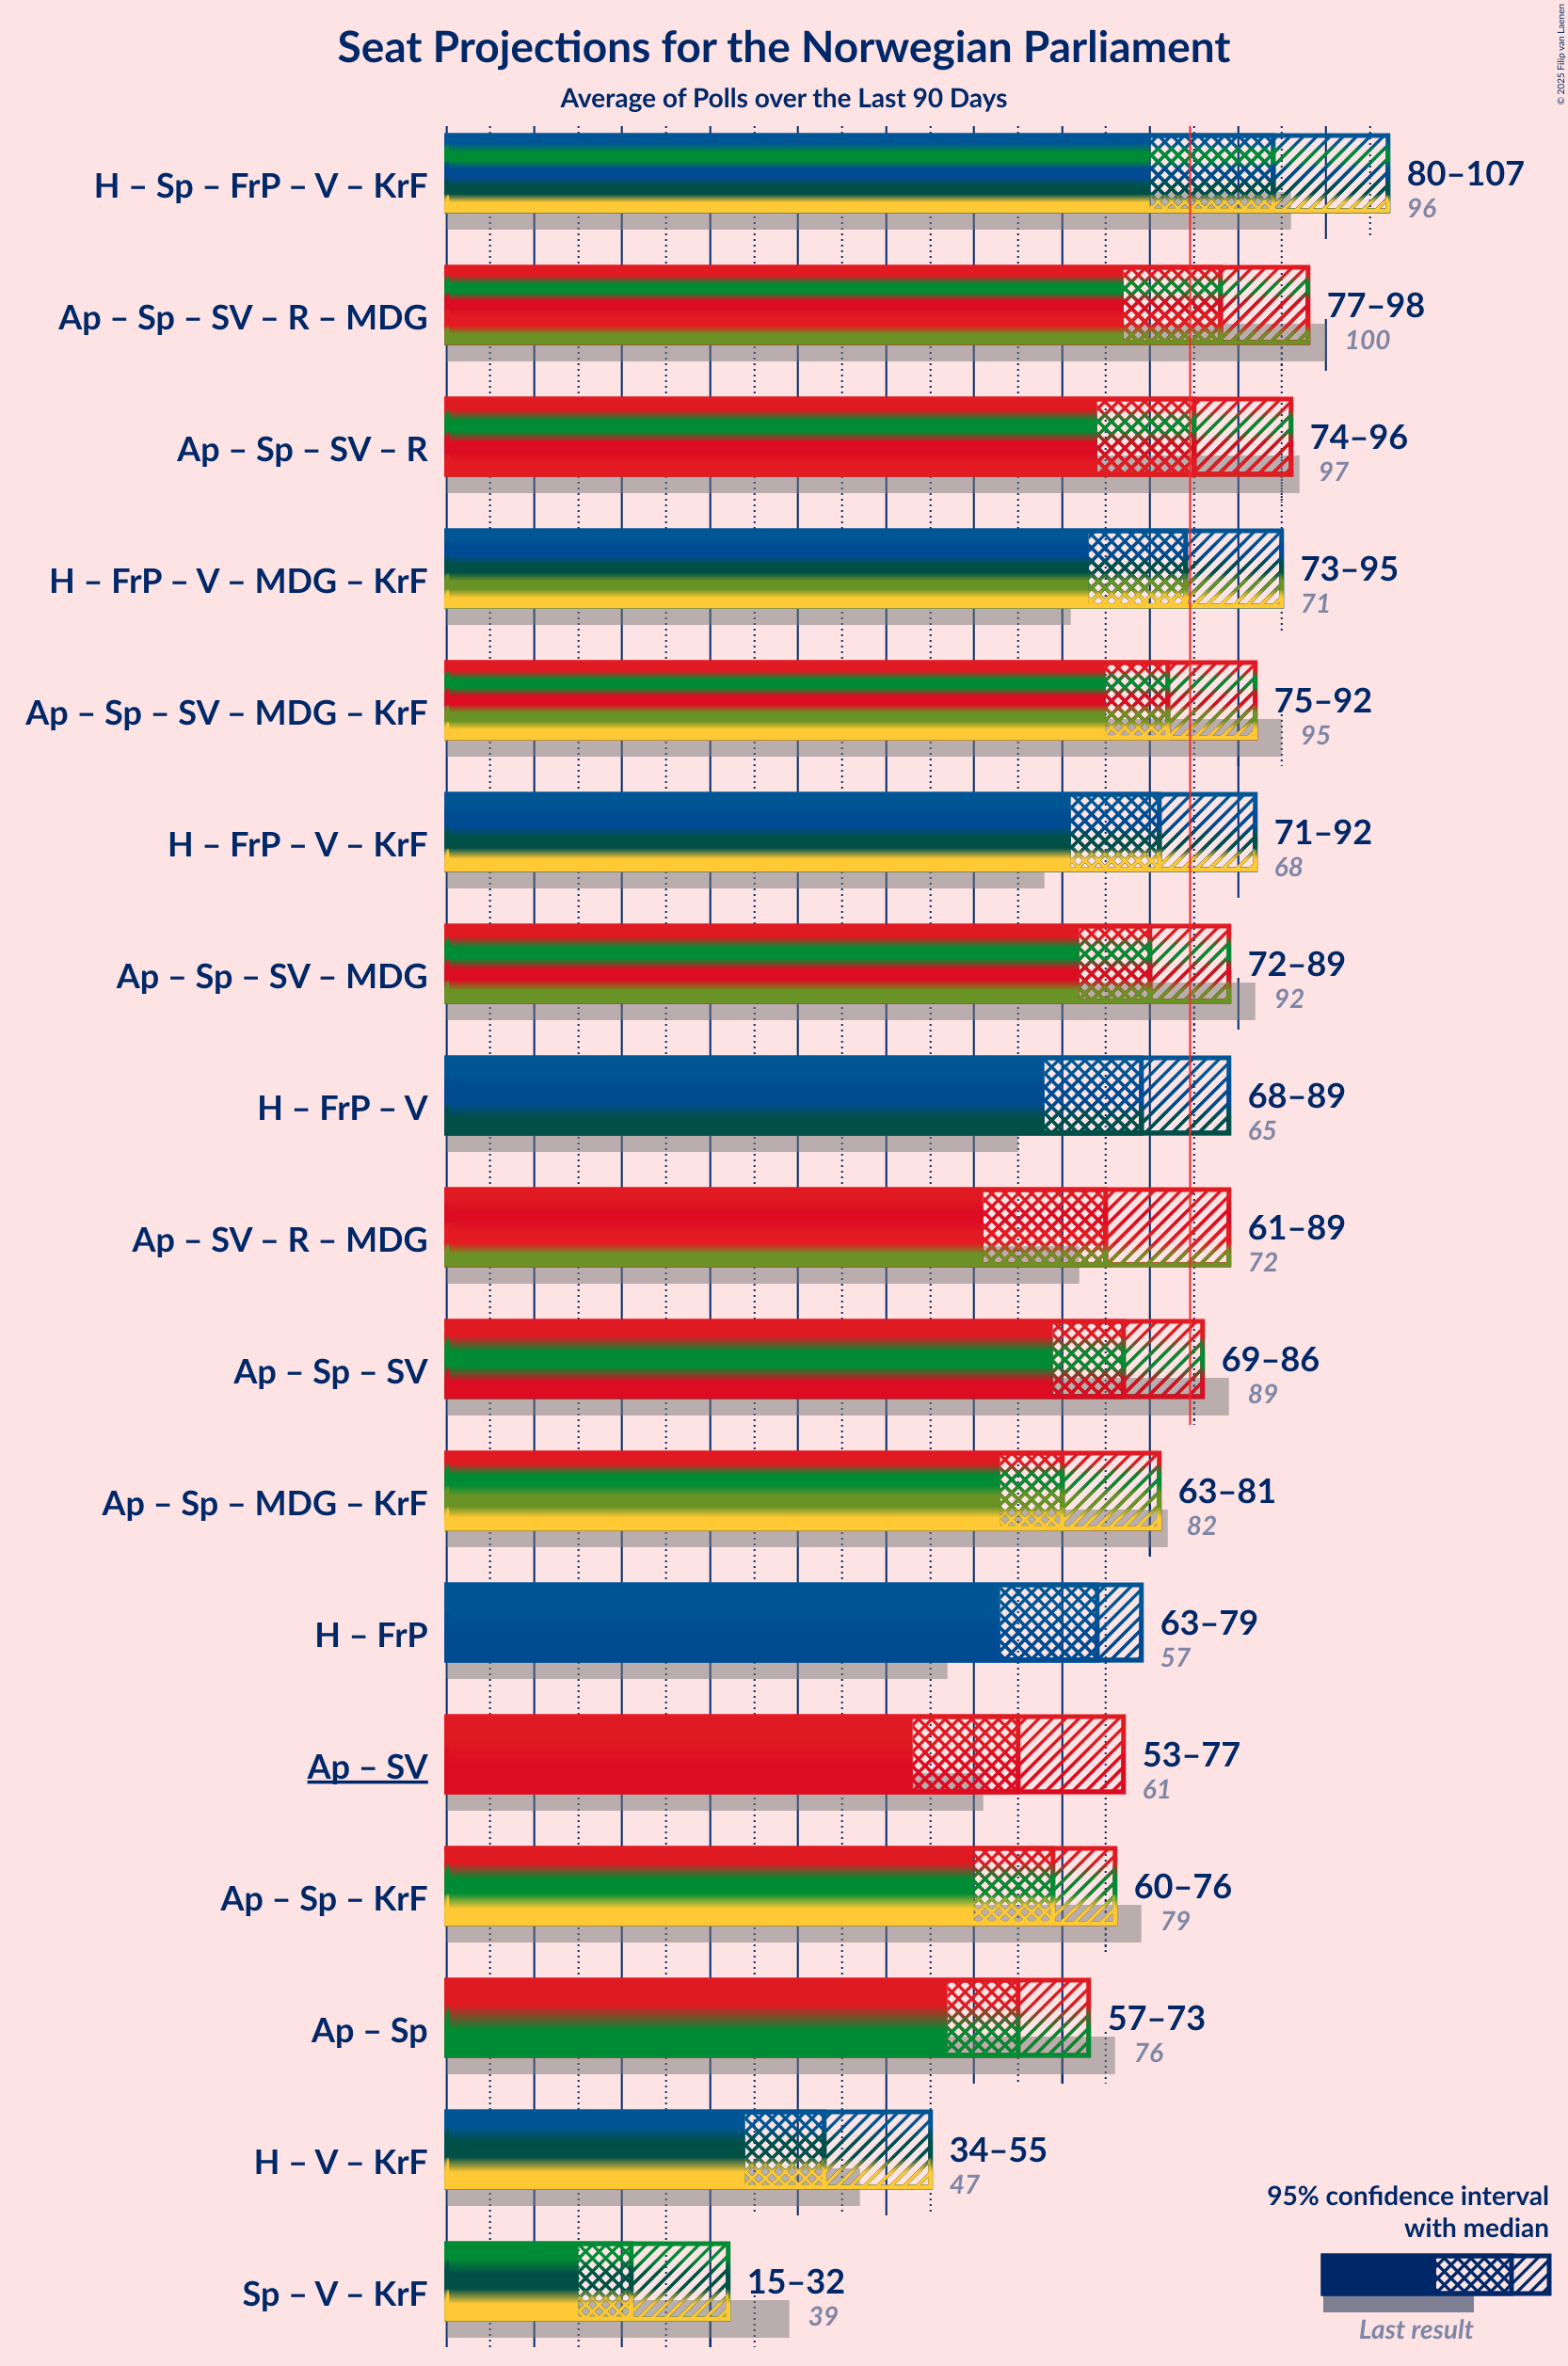 Seat Projections for the Norwegian Parliament
Average of Polls over the Last 90 Days
© 2025 Filip van Laenen
H – Sp – FrP – V – KrF
80–107
96
Ap – Sp – SV – R – MDG
77–98
100
Ap – Sp – SV – R
74–96
97
H – FrP – V – MDG – KrF
73–95
71
Ap – Sp – SV – MDG – KrF
75–92
95
H – FrP – V – KrF
71–92
68
Ap – Sp – SV – MDG
72–89
92
H – FrP – V
68–89
65
Ap – SV – R – MDG
61–89
72
Ap – Sp – SV
69–86
89
Ap – Sp – MDG – KrF
63–81
82
H – FrP
63–79
57
Ap – SV
53–77
61
Ap – Sp – KrF
60–76
79
Ap – Sp
57–73
76
H – V – KrF
34–55
47
Sp – V – KrF
15–32
39
95% confidence interval
with median
Last result